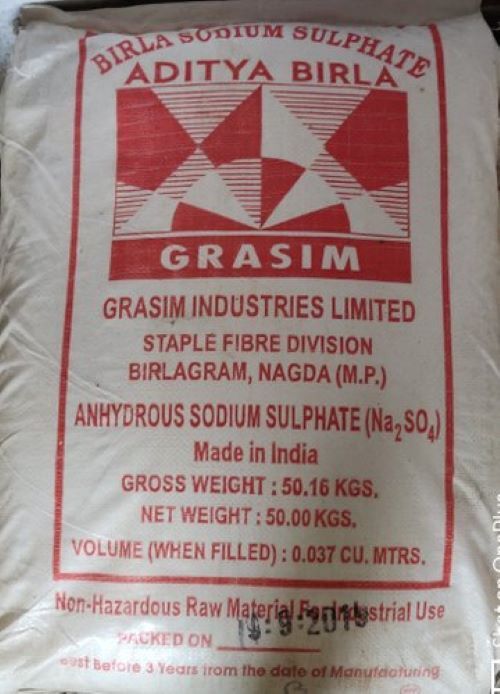 BIRLA SODIUM SULPHATE
ADITYA BIRLA
GRASIM
GRASIM INDUSTRIES LIMITED
STAPLE FIBRE DIVISION
BIRLAGRAM, NAGDA (M.P.)
ANHYDROUS SODIUM SULPHATE (Na₂SO₄)
Made in India
GROSS WEIGHT : 50.16 KGS.
NET WEIGHT : 50.00 KGS.
VOLUME (WHEN FILLED) : 0.037 CU. MTRS.
Non-Hazardous Raw Material For Industrial Use
PACKED ON
Best Before 3 Years from the date of Manufacturing